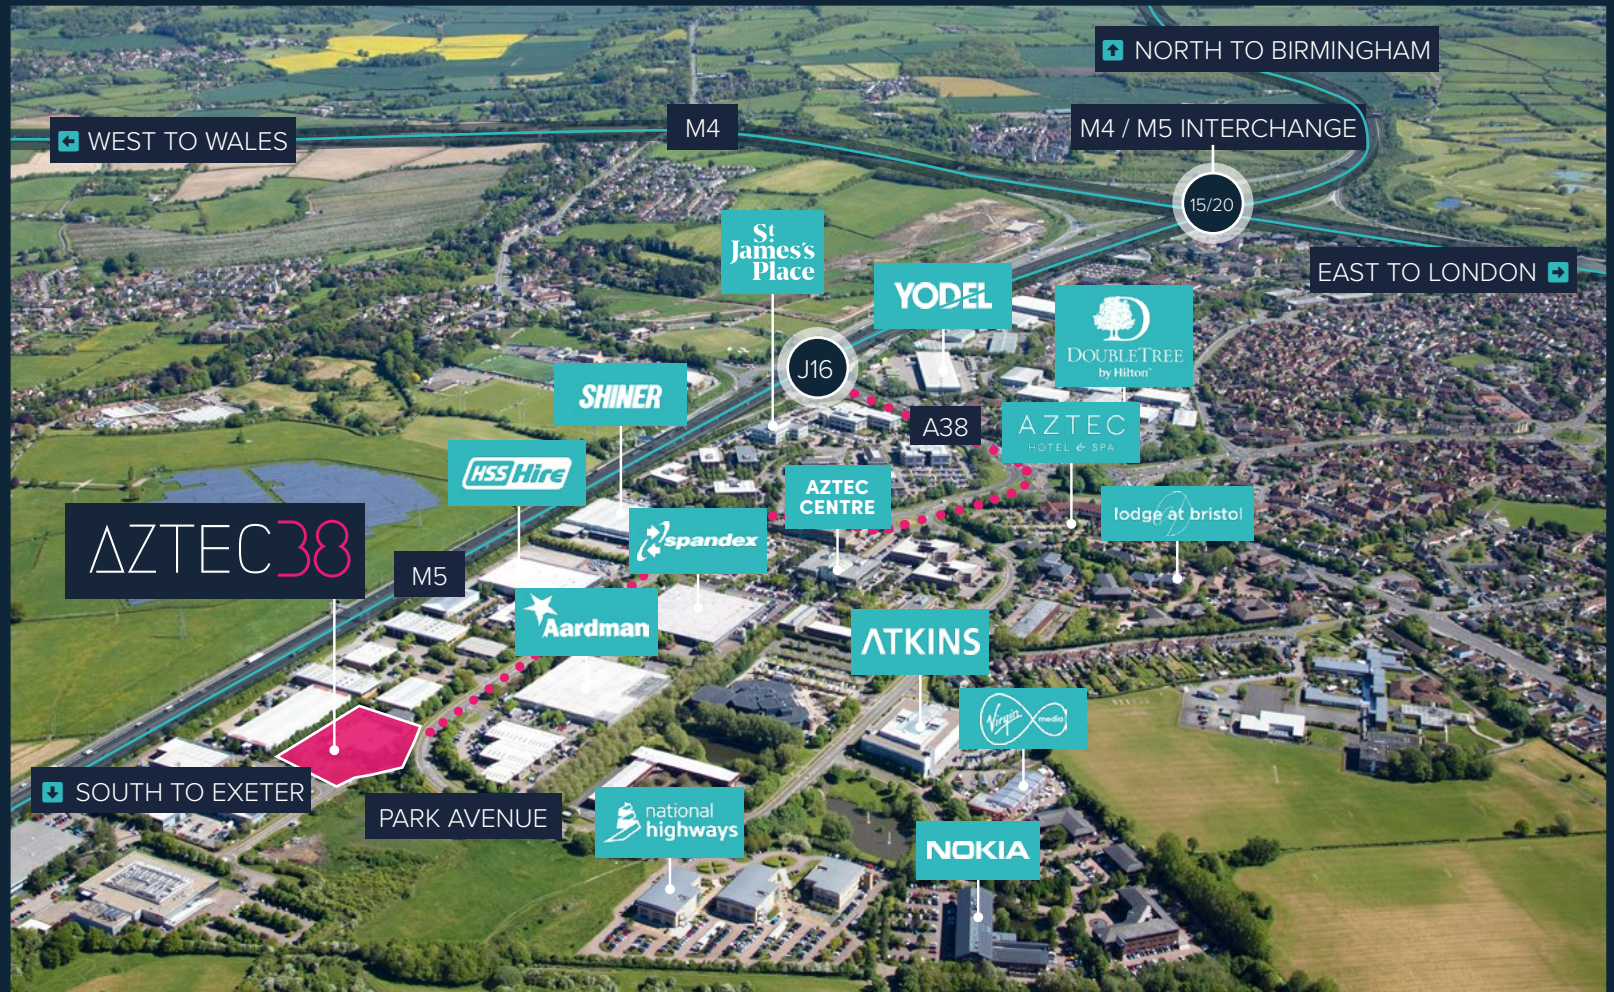 NORTH TO BIRMINGHAM
M4
M4 / M5 INTERCHANGE
WEST TO WALES
15/20
St
James's
Place
EAST TO LONDON
YODEL
DOUBLETREE
by Hilton™
J16
SHINER
A38
AZTEC
HOTEL & SPA
HSS Hire
AZTEC
CENTRE
lodge at bristol
AZTEC38
spandex
M5
Aardman
ATKINS
Virgin media
SOUTH TO EXETER
PARK AVENUE
national
highways
NOKIA